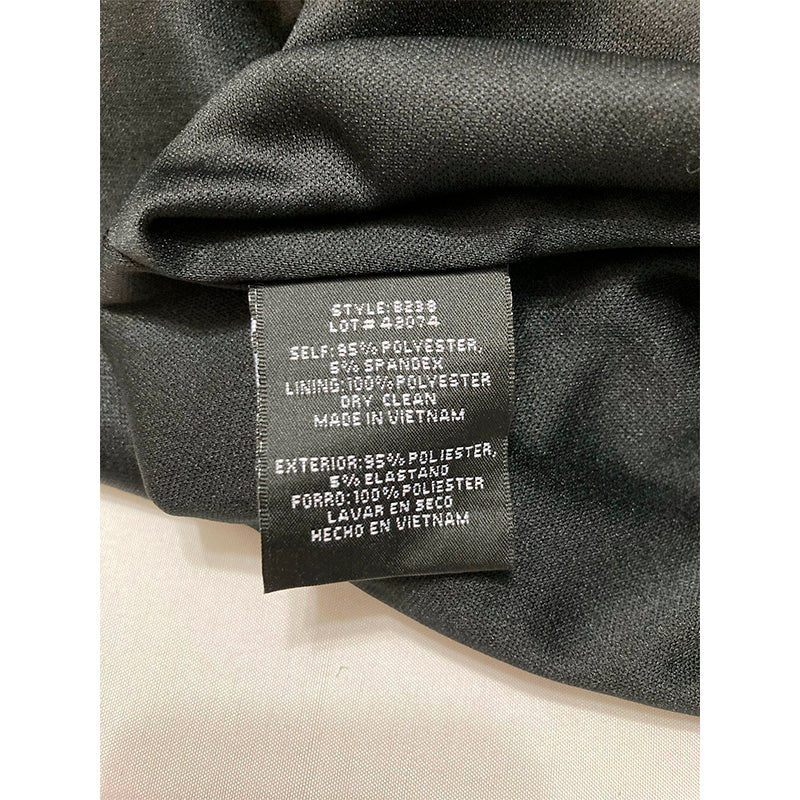 STYLE: 8238
LOT# 43074
SELF: 95% POLYESTER,
5% SPANDEX
LINING: 100% POLYESTER
DRY CLEAN
MADE IN VIETNAM
EXTERIOR: 95% POLIESTER,
5% ELASTANO
FORRO: 100% POLIESTER
LAVAR EN SECO
HECHO EN VIETNAM